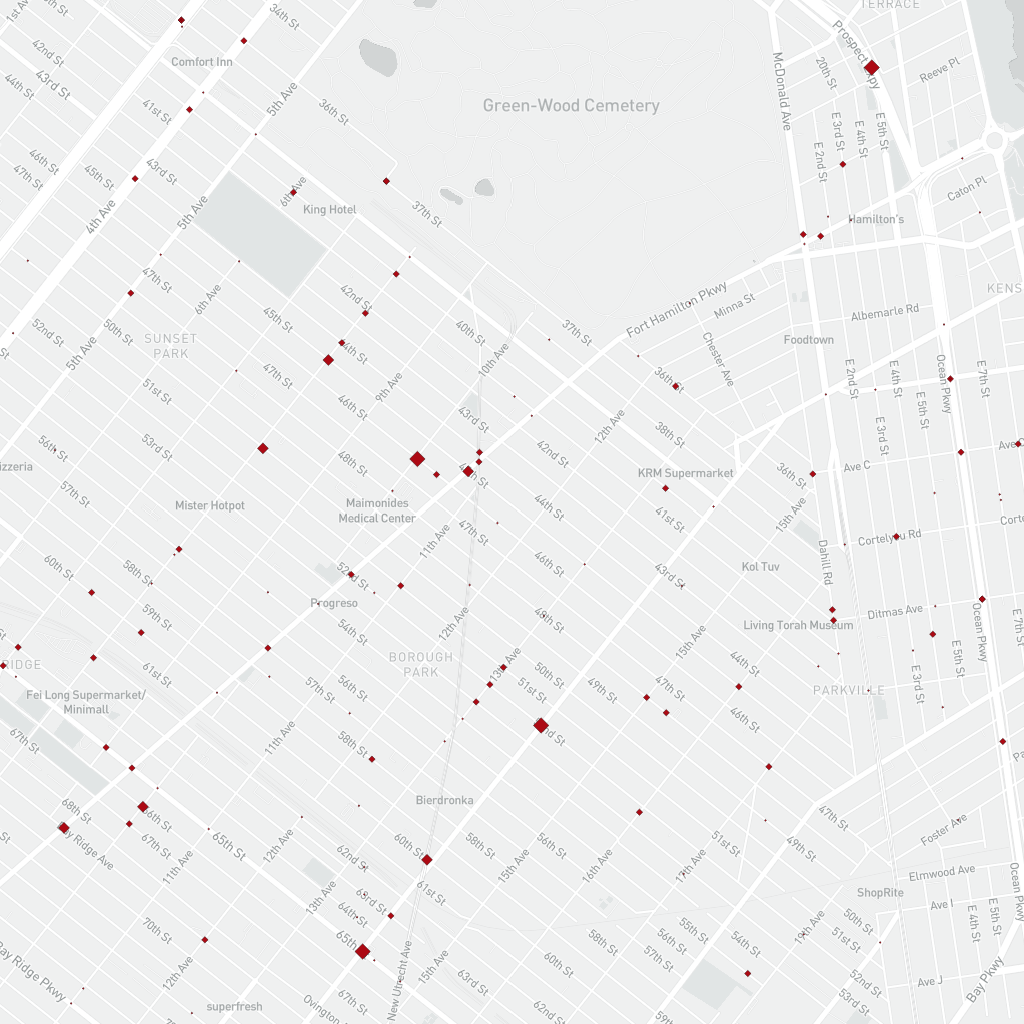 1st Ave
34th St
TERRACE
42nd St
Prospect Expy
Comfort Inn
McDonald Ave
20th St
Reeve Pl
43rd St
44th St
5th Ave
36th St
Green-Wood Cemetery
41st St
E 3rd St
E 4th St
E 5th St
E 2nd St
46th St
47th St
45th St
43rd St
6th Ave
Caton Pl
4th Ave
5th Ave
King Hotel
37th St
Hamilton's
47th St
6th Ave
42nd St
Fort Hamilton Pkwy
Minna St
KENS
52nd St
50th St
45th St
40th St
37th St
Albemarle Rd
SUNSET
PARK
5th Ave
44th St
10th Ave
Foodtown
Chester Ave
Ocean Pkwy
51st St
47th St
9th Ave
36th St
E 2nd St
E 4th St
E 5th St
E 7th St
46th St
43rd St
12th Ave
38th St
E 3rd St
56th St
53rd St
48th St
42nd St
Ave C
KRM Supermarket
36th St
Ave C
57th St
Mister Hotpot
Maimonides
Medical Center
44th St
41st St
15th Ave
Cortelyou Rd
11th Ave
47th St
46th St
60th St
58th St
52nd St
43rd St
Kol Tuv
Dahill Rd
Progreso
59th St
54th St
12th Ave
48th St
Ditmas Ave
Living Torah Museum
15th Ave
Ocean Pkwy
E 7th St
RIDGE
61st St
BOROUGH
PARK
13th Ave
50th St
44th St
E 5th St
E 3rd St
Fei Long Supermarket/
Minimall
57th St
56th St
51st St
49th St
47th St
PARKVILLE
67th St
11th Ave
58th St
46th St
Bierdronka
68th St
66th St
Bay Ridge Ave
67th St
65th St
12th Ave
62nd St
60th St
58th St
56th St
51st St
47th St
49th St
Foster Ave
11th Ave
15th Ave
16th Ave
17th Ave
Elmwood Ave
61st St
13th Ave
63rd St
ShopRite
Ave I
Ocean Pkwy
64th St
65th St
70th St
58th St
55th St
56th St
57th St
54th St
19th Ave
50th St
51st St
E 4th St
E 5th St
12th Ave
New Utrecht Ave
15th Ave
60th St
63rd St
52nd St
Ave J
Bay Pkwy
Bay Ridge Pkwy
superfresh
67th St
62nd St
53rd St